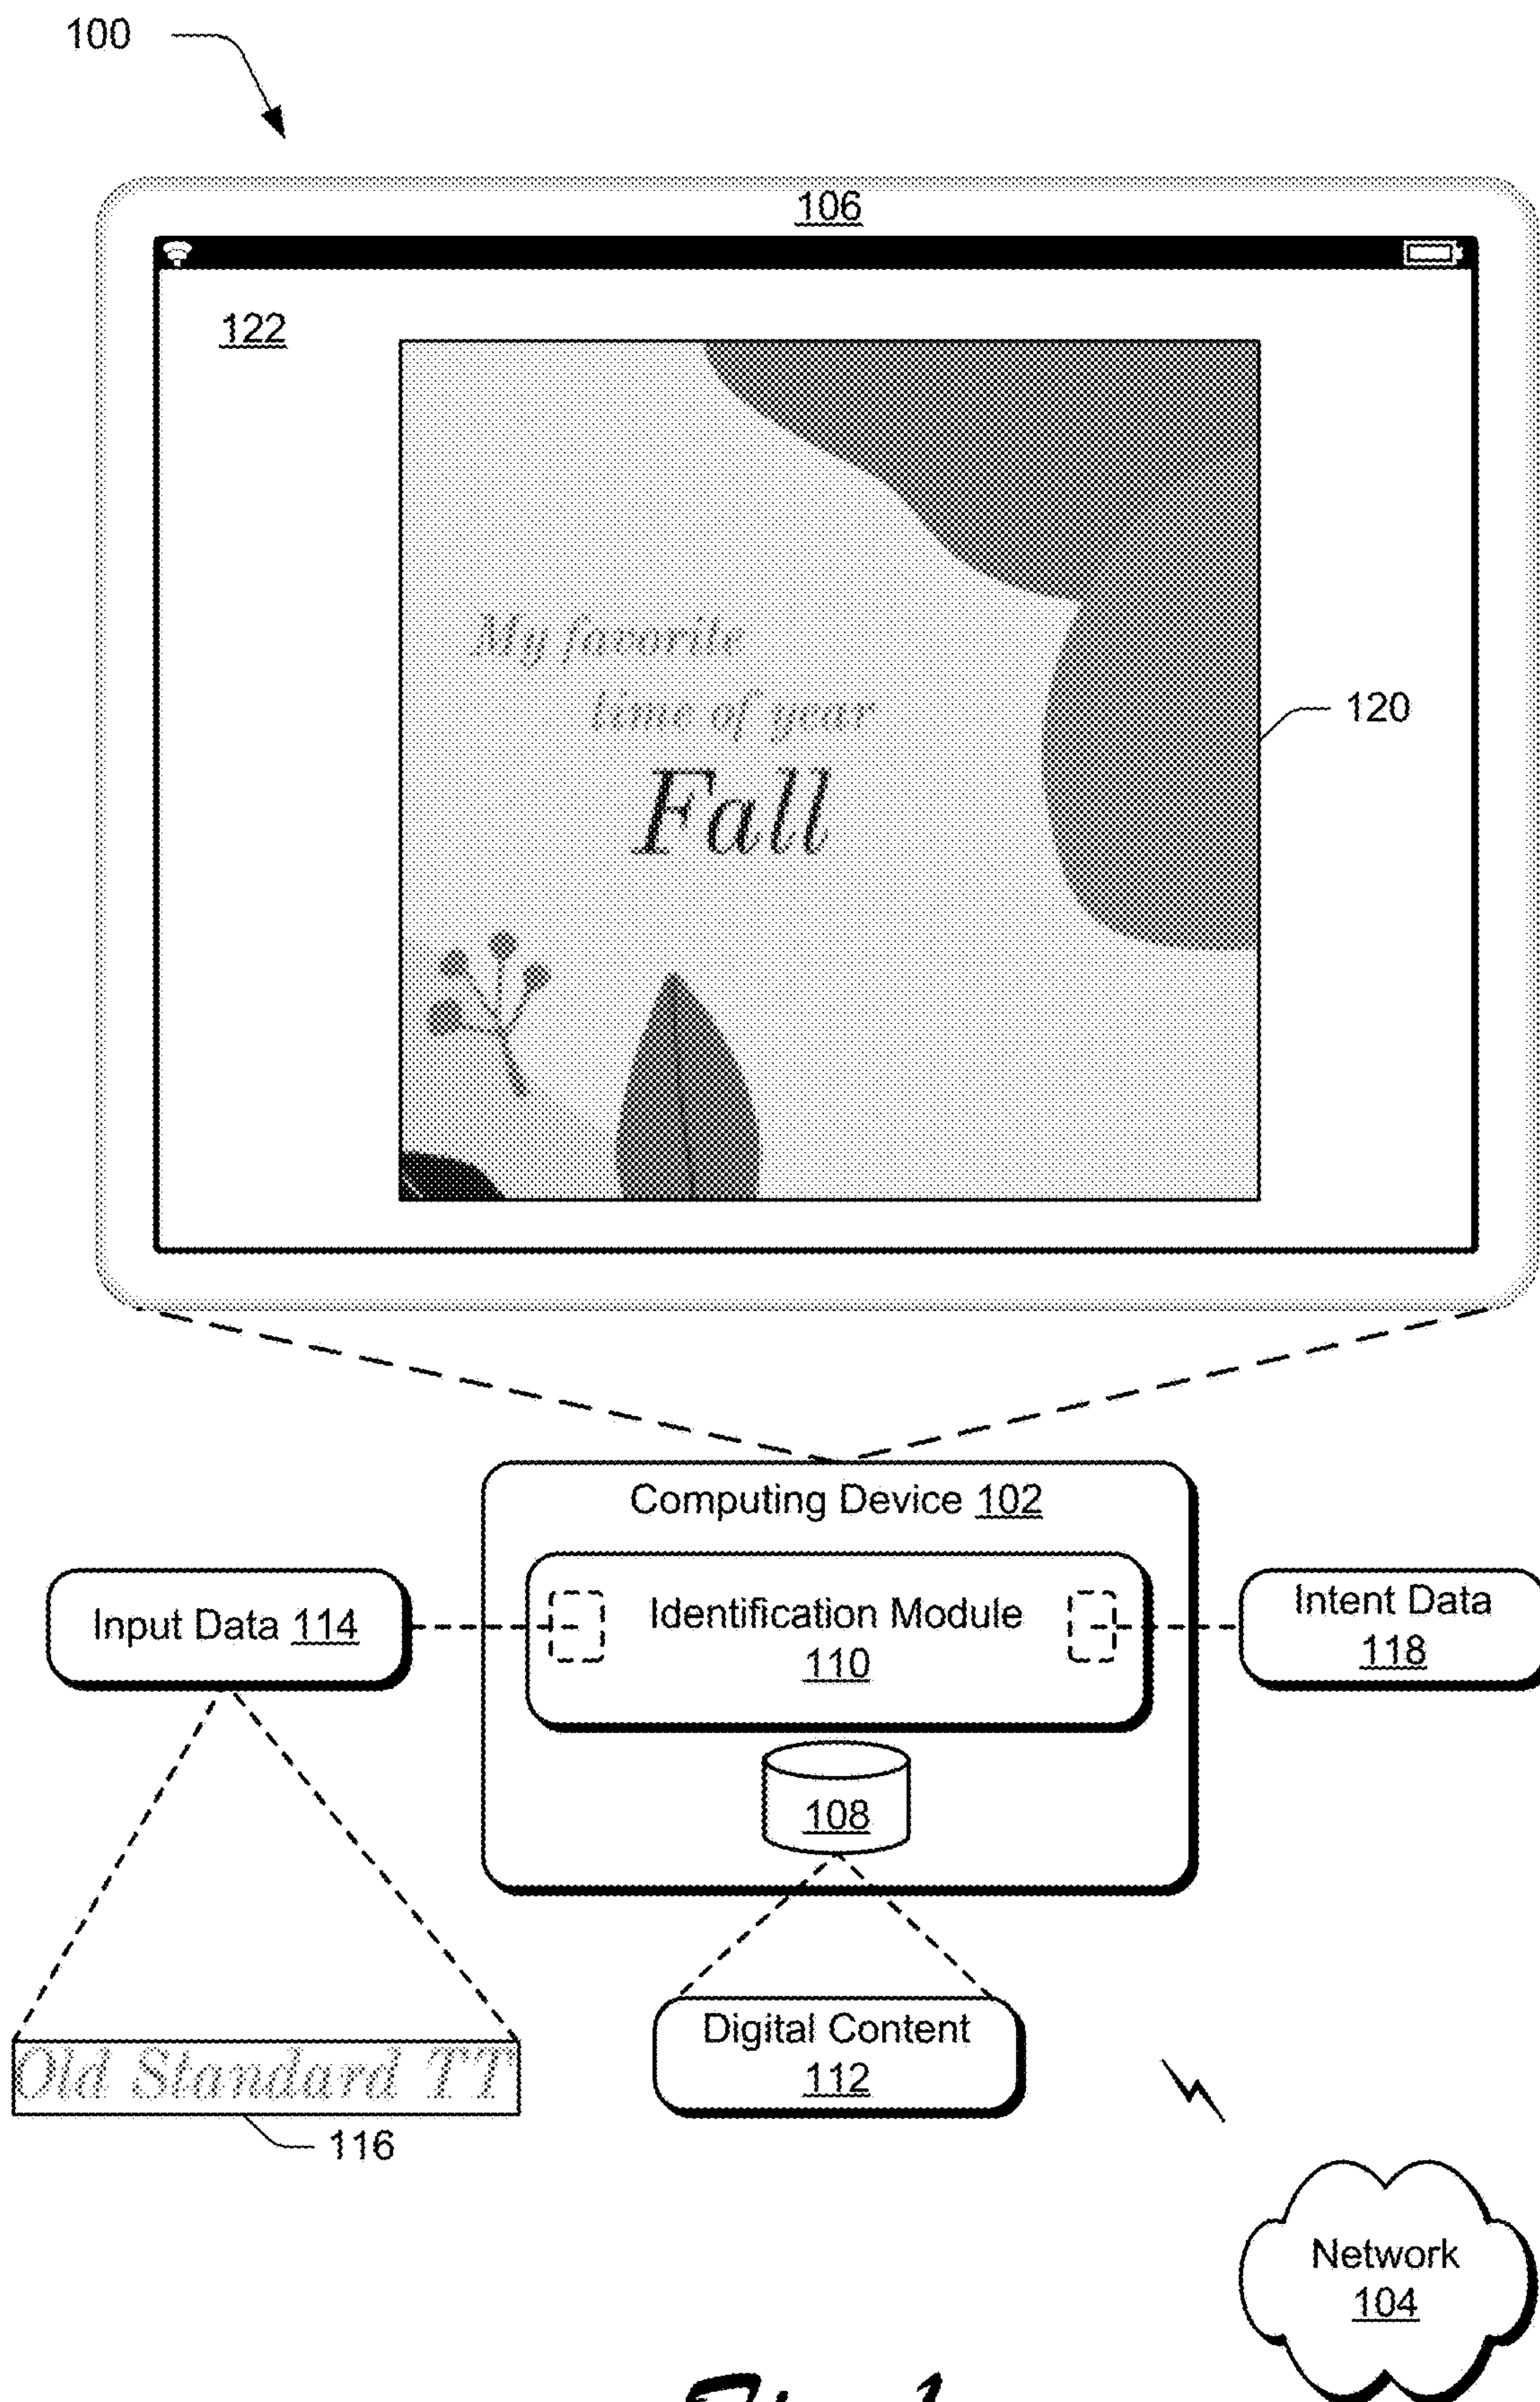 100
106
122
My favorite
time of year
Fall
120
Computing Device 102
Input Data 114
Identification Module
110
Intent Data
118
108
Old Standard TT
116
Digital Content
112
Network
104